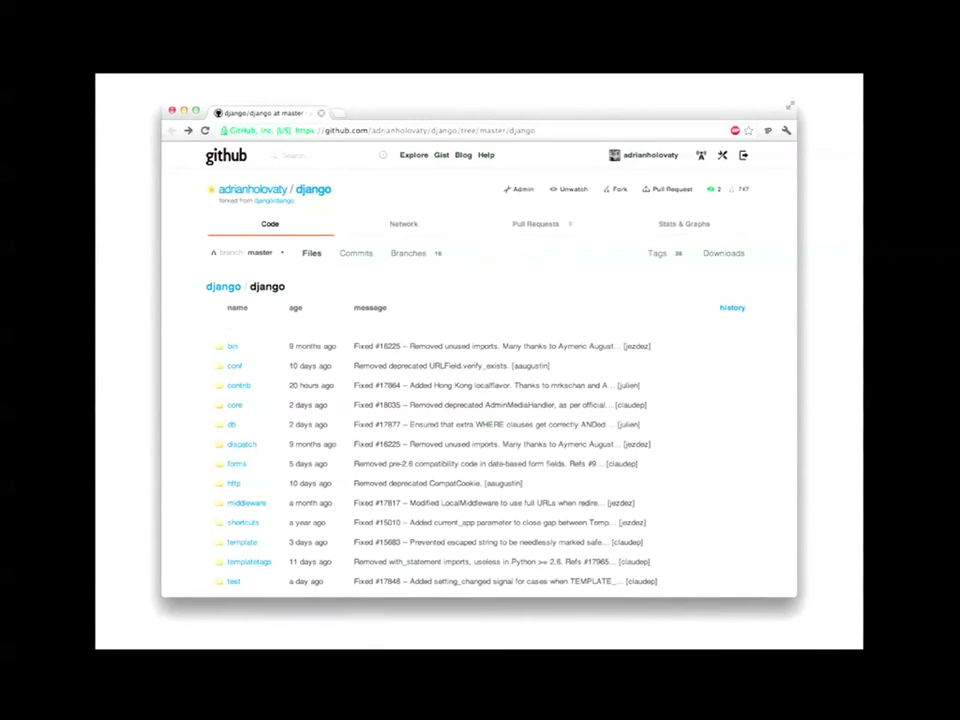 django/django at master
GitHub, Inc. [US] https://github.com/adrianholovaty/django/tree/master/django
github Search... Explore Gist Blog Help adrianholovaty
adrianholovaty / django Admin Unwatch Fork Pull Request 2 747
forked from django/django
Code Network Pull Requests 0 Stats & Graphs
branch: master Files Commits Branches Tags Downloads
django / django
name age message history
..
bin 9 months ago Fixed #16225 -- Removed unused imports. Many thanks to Aymeric August... [jezdez]
conf 10 days ago Removed deprecated URLField.verify_exists. [aaugustin]
contrib 20 hours ago Fixed #17864 -- Added Hong Kong localflavor. Thanks to mrkschan and A... [julien]
core 2 days ago Fixed #18035 -- Removed deprecated AdminMediaHandler, as per official... [claudep]
db 2 days ago Fixed #17877 -- Ensured that extra WHERE clauses get correctly ANDed ... [julien]
dispatch 9 months ago Fixed #16225 -- Removed unused imports. Many thanks to Aymeric August... [jezdez]
forms 5 days ago Removed pre-2.6 compatibility code in date-based form fields. Refs #9... [claudep]
http 10 days ago Removed deprecated CompatCookie. [aaugustin]
middleware a month ago Fixed #17817 -- Modified LocalMiddleware to use full URLs when redire... [jezdez]
shortcuts a year ago Fixed #15010 -- Added current_app parameter to close gap between Temp... [jezdez]
template 3 days ago Fixed #15683 -- Prevented escaped string to be needlessly marked safe... [claudep]
templatetags 11 days ago Removed with_statement imports, useless in Python >= 2.6. Refs #17965... [claudep]
test a day ago Fixed #17848 -- Added setting_changed signal for cases when TEMPLATE_... [claudep]